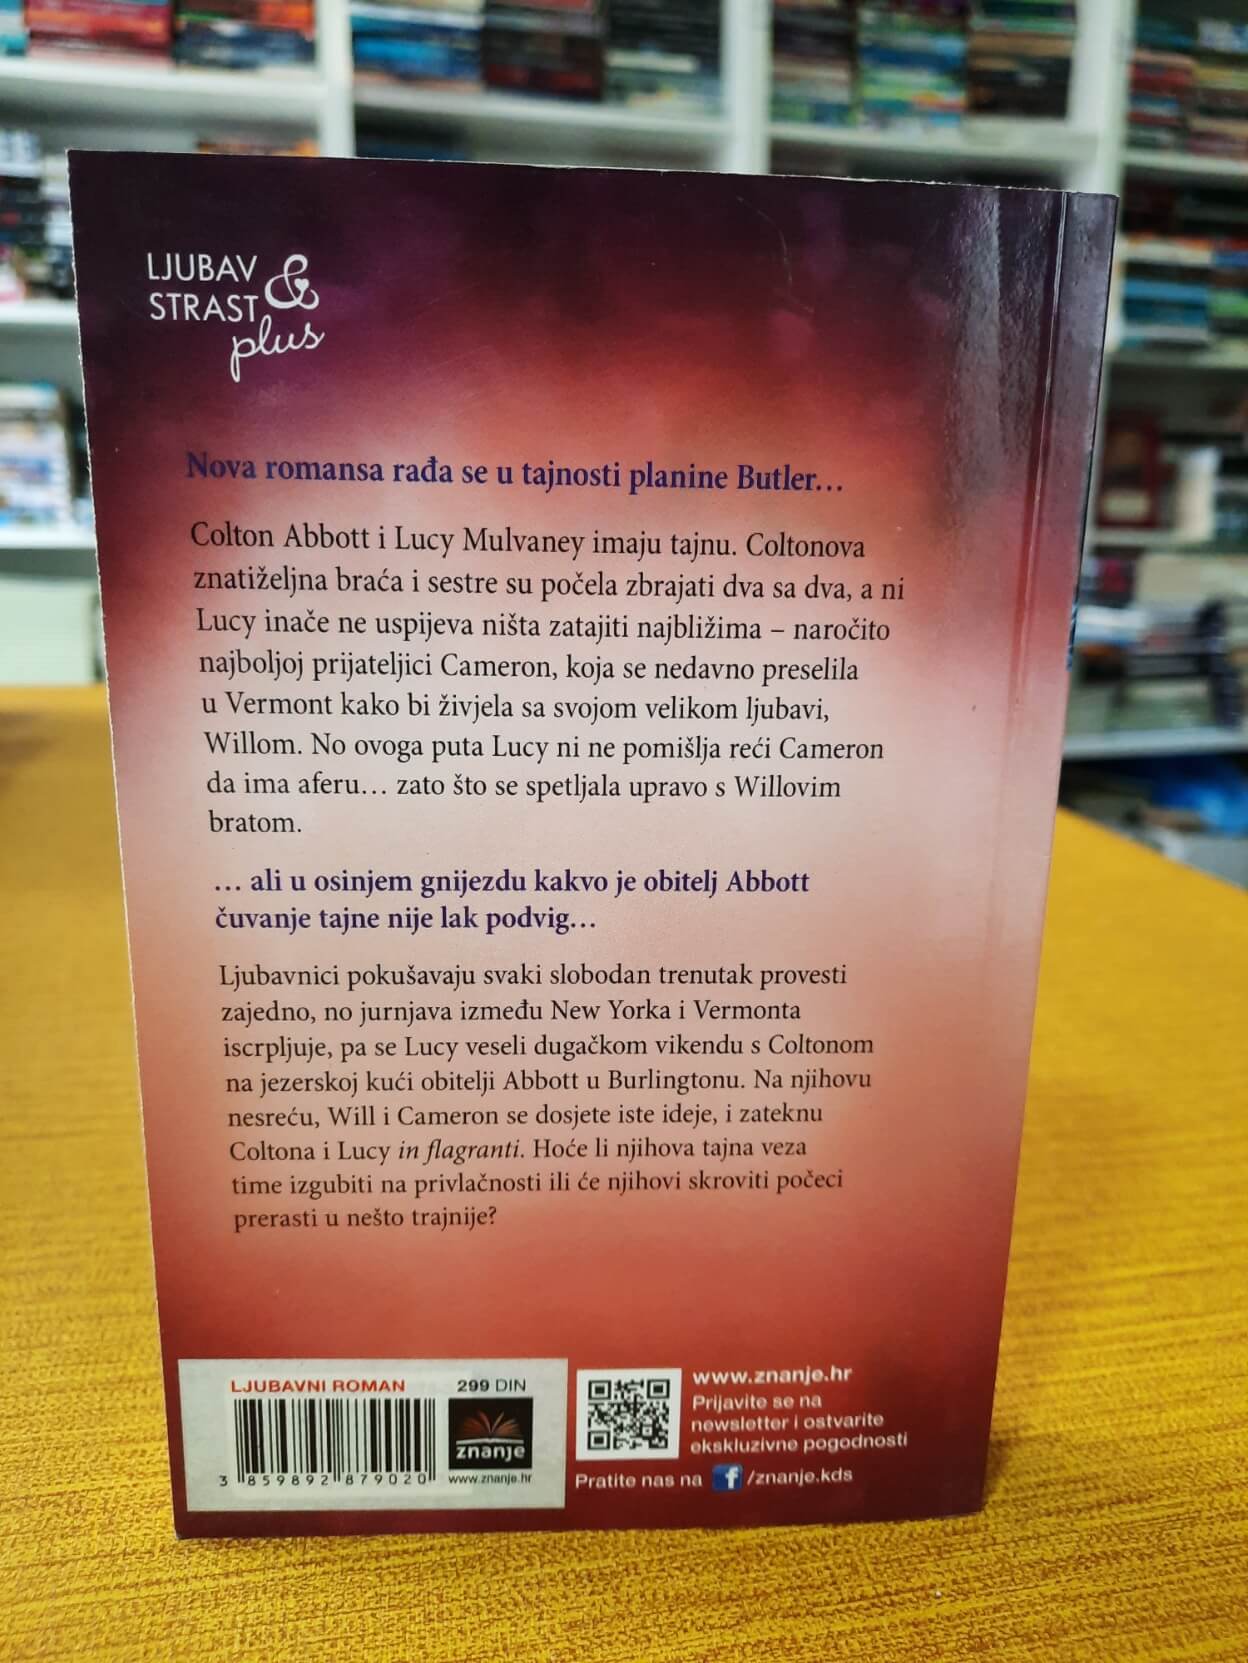 LJUBAV &
STRAST
plus
Nova romansa rađa se u tajnosti planine Butler…
Colton Abbott i Lucy Mulvaney imaju tajnu. Coltonova
znatiželjna braća i sestre su počela zbrajati dva sa dva, a ni
Lucy inače ne uspijeva ništa zatajiti najbližima – naročito
najboljoj prijateljici Cameron, koja se nedavno preselila
u Vermont kako bi živjela sa svojom velikom ljubavi,
Willom. No ovoga puta Lucy ni ne pomišlja reći Cameron
da ima aferu… zato što se spetljala upravo s Willovim
bratom.
… ali u osinjem gnijezdu kakvo je obitelj Abbott
čuvanje tajne nije lak podvig…
Ljubavnici pokušavaju svaki slobodan trenutak provesti
zajedno, no jurnjava između New Yorka i Vermonta
iscrpljuje, pa se Lucy veseli dugačkom vikendu s Coltonom
na jezerskoj kući obitelji Abbott u Burlingtonu. Na njihovu
nesreću, Will i Cameron se dosjete iste ideje, i zateknu
Coltona i Lucy in flagranti. Hoće li njihova tajna veza
time izgubiti na privlačnosti ili će njihovi skroviti počeci
prerasti u nešto trajnije?
LJUBAVNI ROMAN 299 DIN
znanje
3 859892 879020
www.znanje.hr
www.znanje.hr
Prijavite se na
newsletter i ostvarite
ekskluzivne pogodnosti
Pratite nas na f /znanje.kds